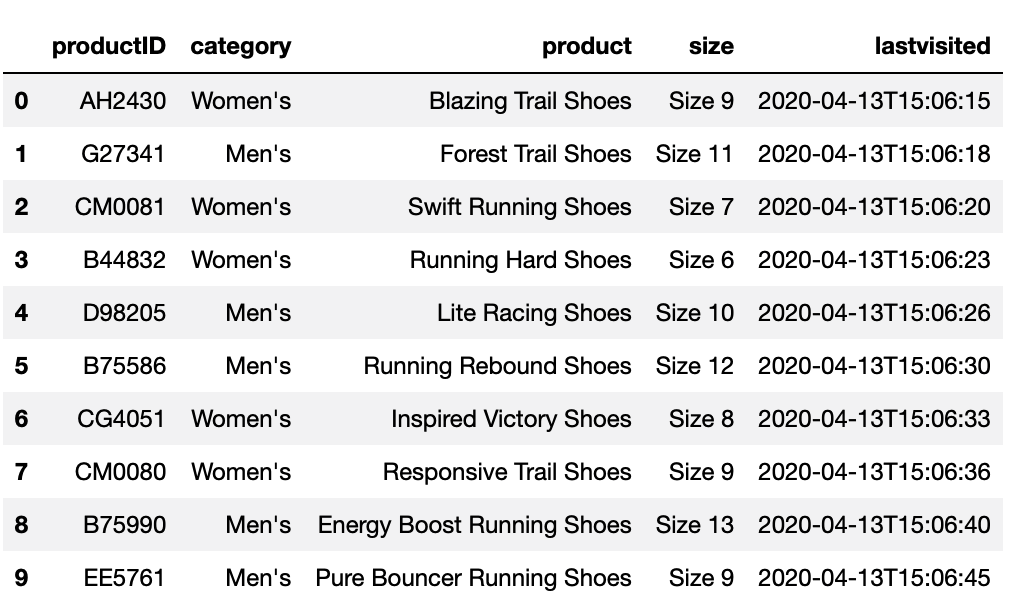 productID category product size lastvisited
0 AH2430 Women's Blazing Trail Shoes Size 9 2020-04-13T15:06:15
1 G27341 Men's Forest Trail Shoes Size 11 2020-04-13T15:06:18
2 CM0081 Women's Swift Running Shoes Size 7 2020-04-13T15:06:20
3 B44832 Women's Running Hard Shoes Size 6 2020-04-13T15:06:23
4 D98205 Men's Lite Racing Shoes Size 10 2020-04-13T15:06:26
5 B75586 Men's Running Rebound Shoes Size 12 2020-04-13T15:06:30
6 CG4051 Women's Inspired Victory Shoes Size 8 2020-04-13T15:06:33
7 CM0080 Women's Responsive Trail Shoes Size 9 2020-04-13T15:06:36
8 B75990 Men's Energy Boost Running Shoes Size 13 2020-04-13T15:06:40
9 EE5761 Men's Pure Bouncer Running Shoes Size 9 2020-04-13T15:06:45